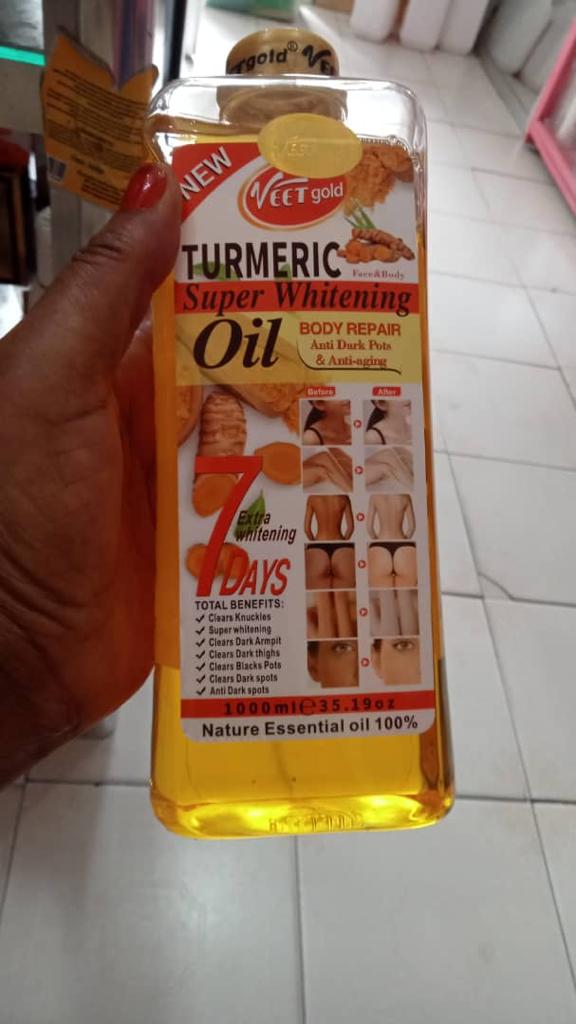 Tgold® VE
NEW
VEET gold
TURMERIC
Face&Body
Super Whitening
Oil
BODY REPAIR
Anti Dark Pots
& Anti-aging
Before
After
7
Extra
whitening
DAYS
TOTAL BENEFITS:
✓ Clears Knuckles
✓ Super whitening
✓ Clears Dark Armpit
✓ Clears Dark thighs
✓ Clears Blacks Pots
✓ Clears Dark spots
✓ Anti Dark spots
1000ml℮35.19oz
Nature Essential oil 100%